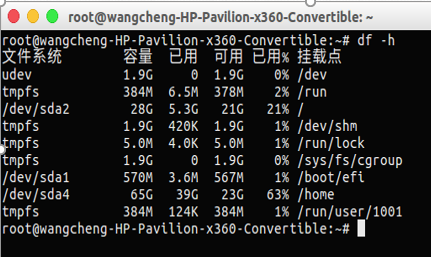 root@wangcheng-HP-Pavilion-x360-Convertible: ~
root@wangcheng-HP-Pavilion-x360-Convertible:~# df -h
文件系统 容量 已用 可用 已用% 挂载点
udev 1.9G 0 1.9G 0% /dev
tmpfs 384M 6.5M 378M 2% /run
/dev/sda2 28G 5.3G 21G 21% /
tmpfs 1.9G 420K 1.9G 1% /dev/shm
tmpfs 5.0M 4.0K 5.0M 1% /run/lock
tmpfs 1.9G 0 1.9G 0% /sys/fs/cgroup
/dev/sda1 570M 3.6M 567M 1% /boot/efi
/dev/sda4 65G 39G 23G 63% /home
tmpfs 384M 124K 384M 1% /run/user/1001
root@wangcheng-HP-Pavilion-x360-Convertible:~#